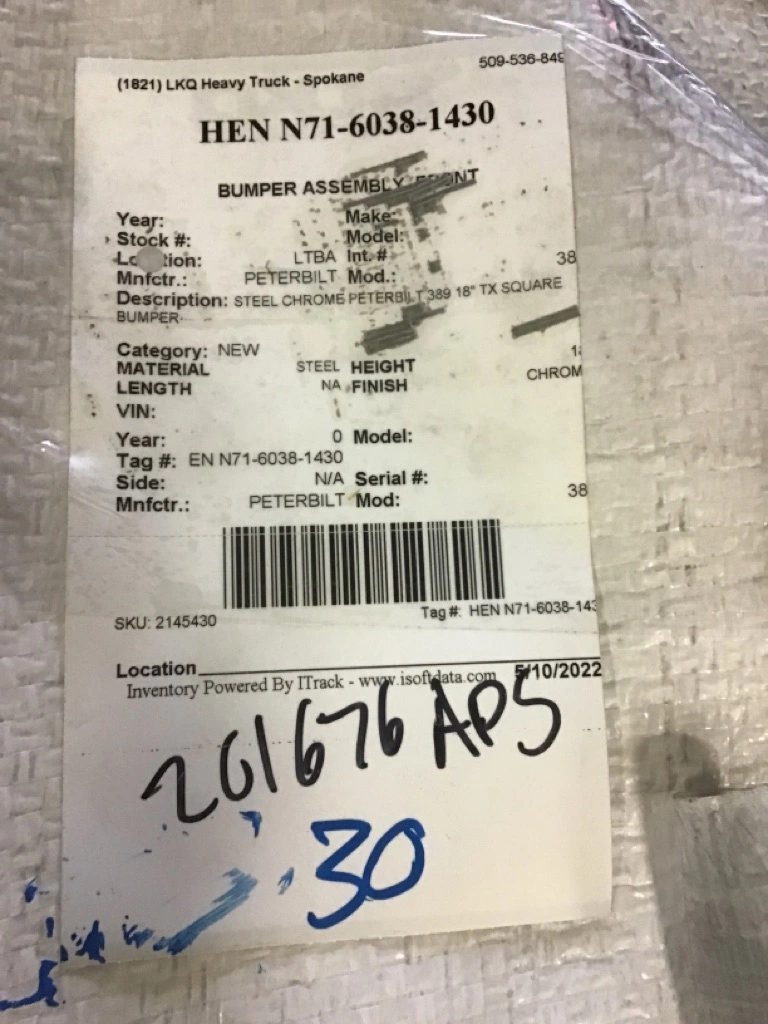 (1821) LKQ Heavy Truck - Spokane 509-536-849
HEN N71-6038-1430
BUMPER ASSEMBLY, FRONT
Year: Make:
Stock #: Model:
Location: LTBA Int. # 38
Mnfctr.: PETERBILT Mod.:
Description: STEEL CHROME PETERBILT 389 18" TX SQUARE
BUMPER
Category: NEW 18
MATERIAL STEEL HEIGHT CHROM
LENGTH NA FINISH
VIN:
Year: 0 Model:
Tag #: EN N71-6038-1430
Side: N/A Serial #:
Mnfctr.: PETERBILT Mod: 38
SKU: 2145430 Tag #: HEN N71-6038-143
Location
Inventory Powered By ITrack - www.isoftdata.com 5/10/2022
201676 APS
30